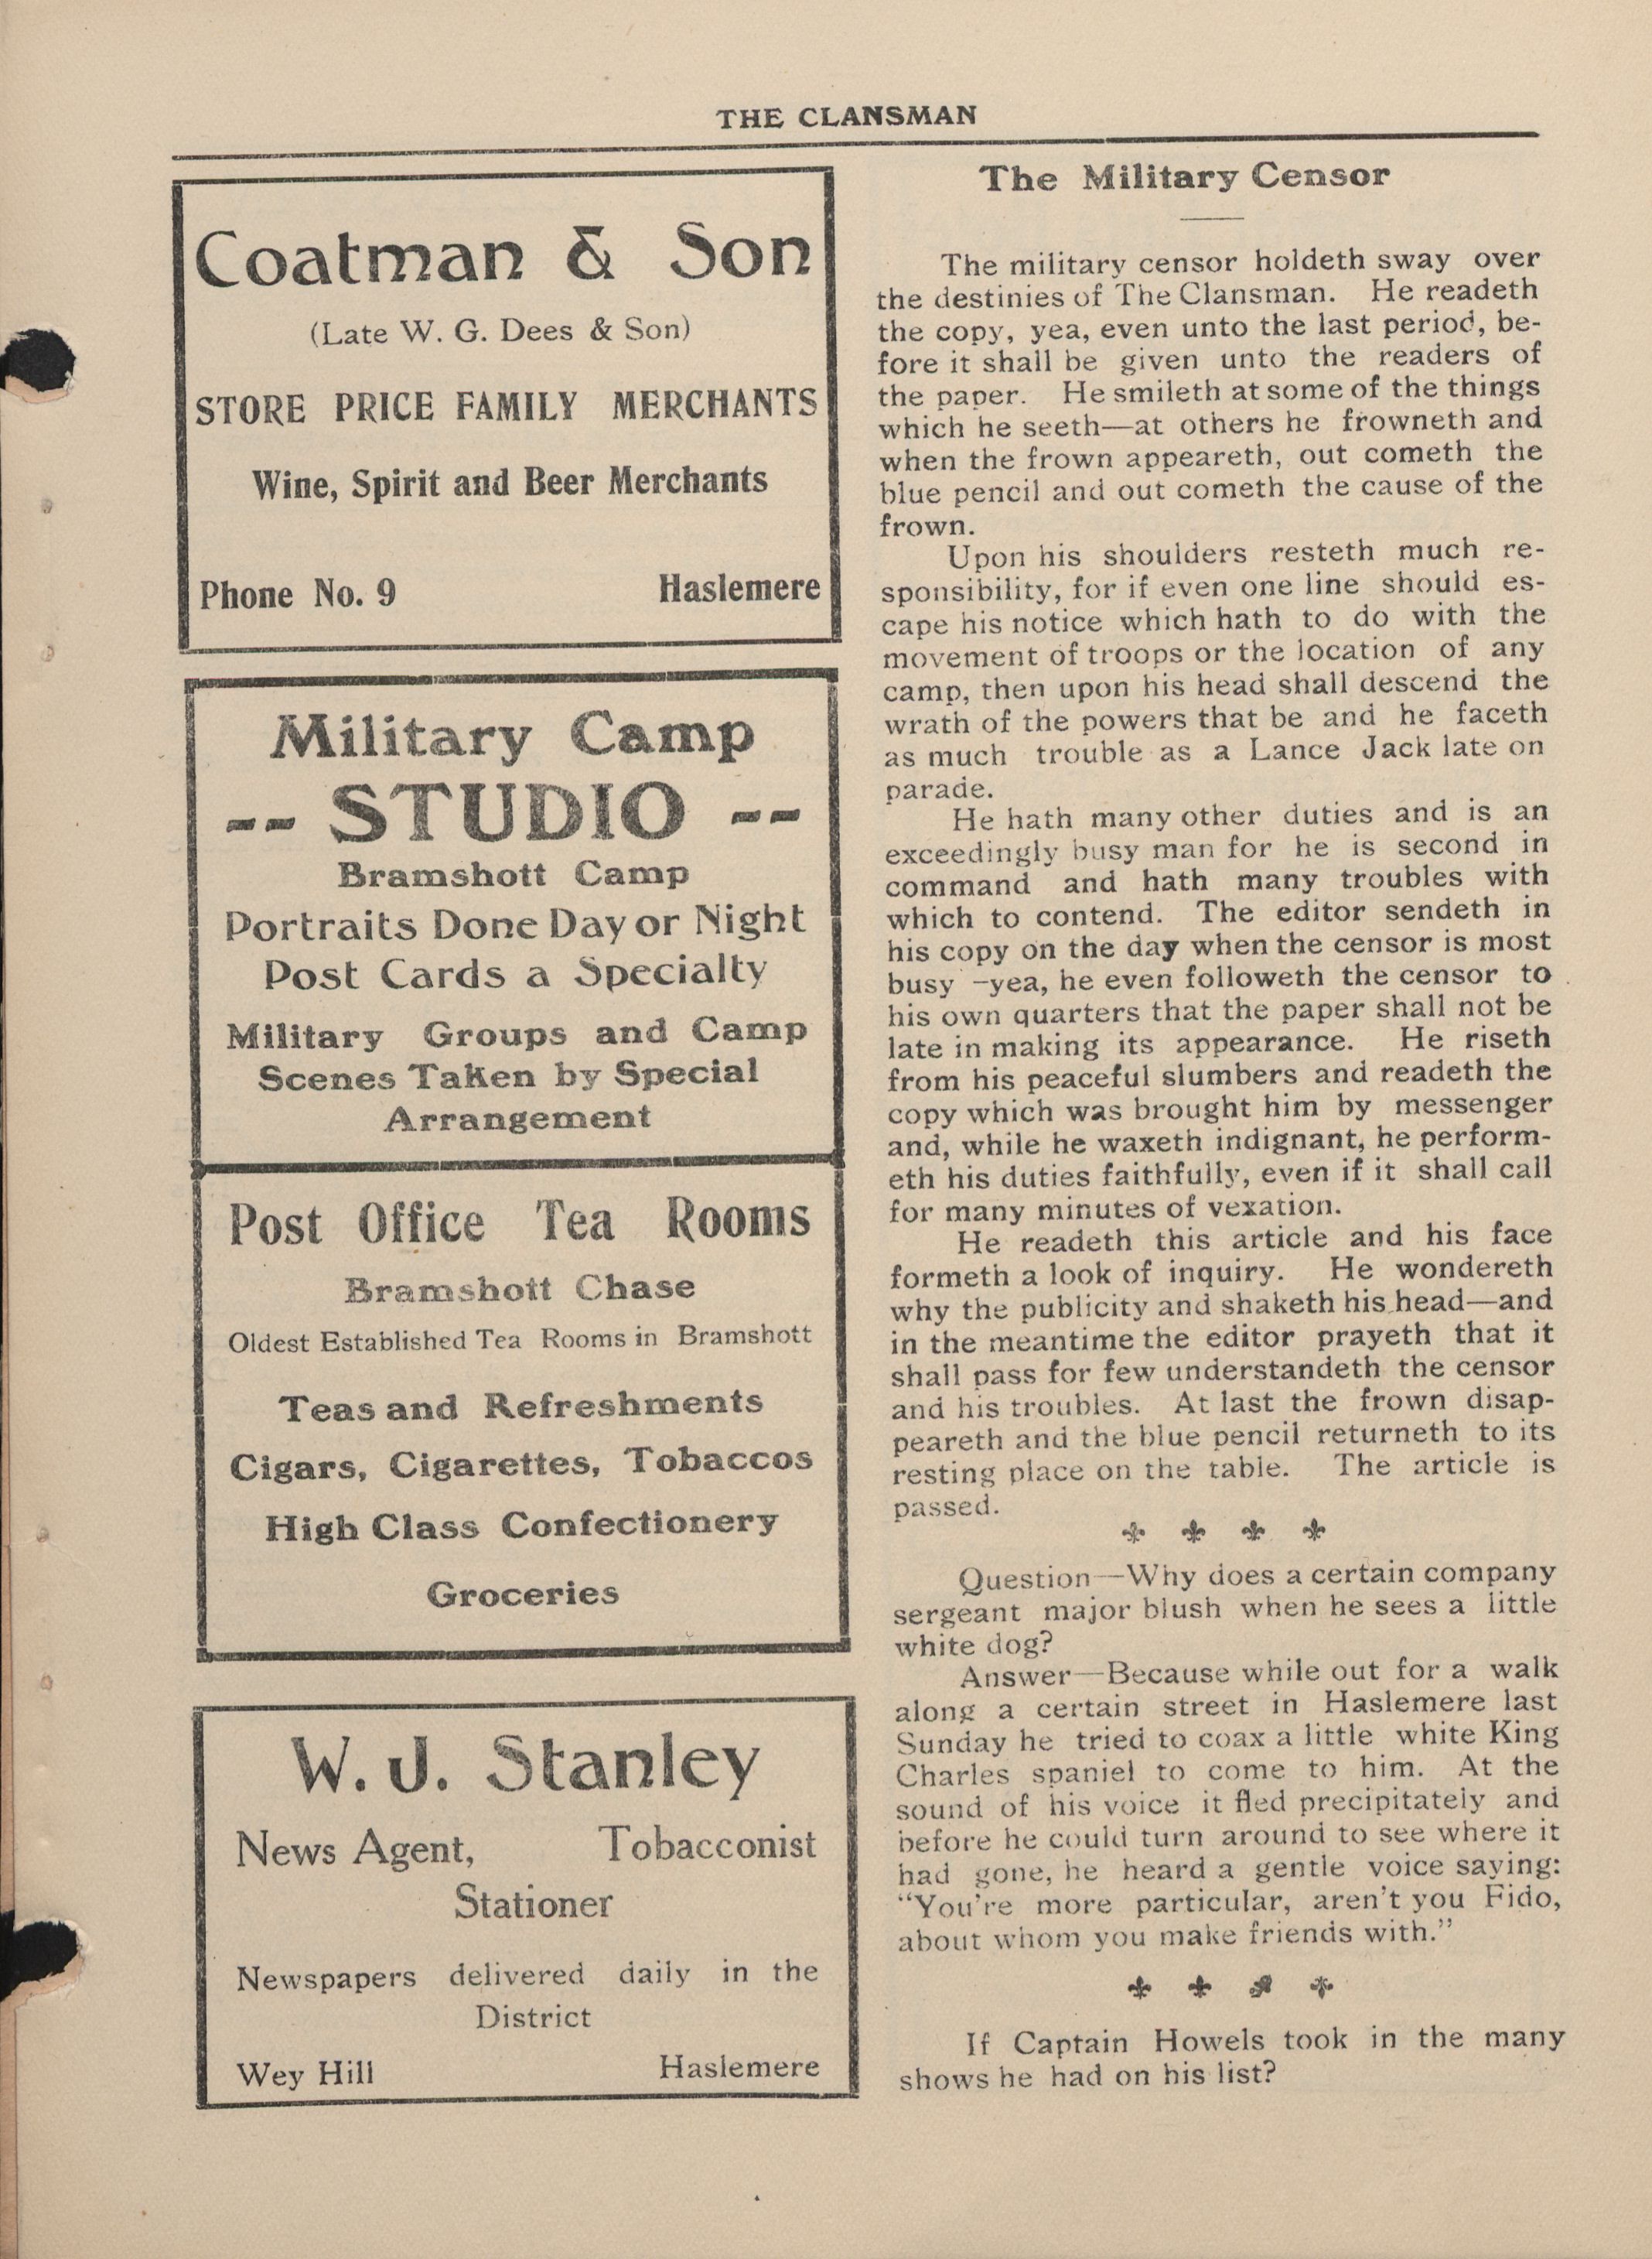 THE CLANSMAN
Coatman & Son
(Late W. G. Dees & Son)
STORE PRICE FAMILY MERCHANTS
Wine, Spirit and Beer Merchants
Phone No. 9 Haslemere
Military Camp
-- STUDIO --
Bramshott Camp
Portraits Done Day or Night
Post Cards a Specialty
Military Groups and Camp
Scenes Taken by Special
Arrangement
Post Office Tea Rooms
Bramshott Chase
Oldest Established Tea Rooms in Bramshott
Teas and Refreshments
Cigars, Cigarettes, Tobaccos
High Class Confectionery
Groceries
W. J. Stanley
News Agent, Tobacconist
Stationer
Newspapers delivered daily in the
District
Wey Hill Haslemere
The Military Censor
The military censor holdeth sway over
the destinies of The Clansman. He readeth
the copy, yea, even unto the last period, be-
fore it shall be given unto the readers of
the paper. He smileth at some of the things
which he seeth—at others he frowneth and
when the frown appeareth, out cometh the
blue pencil and out cometh the cause of the
frown.
Upon his shoulders resteth much re-
sponsibility, for if even one line should es-
cape his notice which hath to do with the
movement of troops or the location of any
camp, then upon his head shall descend the
wrath of the powers that be and he faceth
as much trouble as a Lance Jack late on
parade.
He hath many other duties and is an
exceedingly busy man for he is second in
command and hath many troubles with
which to contend. The editor sendeth in
his copy on the day when the censor is most
busy –yea, he even followeth the censor to
his own quarters that the paper shall not be
late in making its appearance. He riseth
from his peaceful slumbers and readeth the
copy which was brought him by messenger
and, while he waxeth indignant, he perform-
eth his duties faithfully, even if it shall call
for many minutes of vexation.
He readeth this article and his face
formeth a look of inquiry. He wondereth
why the publicity and shaketh his head—and
in the meantime the editor prayeth that it
shall pass for few understandeth the censor
and his troubles. At last the frown disap-
peareth and the blue pencil returneth to its
resting place on the table. The article is
passed.
Question—Why does a certain company
sergeant major blush when he sees a little
white dog?
Answer—Because while out for a walk
along a certain street in Haslemere last
Sunday he tried to coax a little white King
Charles spaniel to come to him. At the
sound of his voice it fled precipitately and
before he could turn around to see where it
had gone, he heard a gentle voice saying:
“You’re more particular, aren’t you Fido,
about whom you make friends with.”
If Captain Howels took in the many
shows he had on his list?